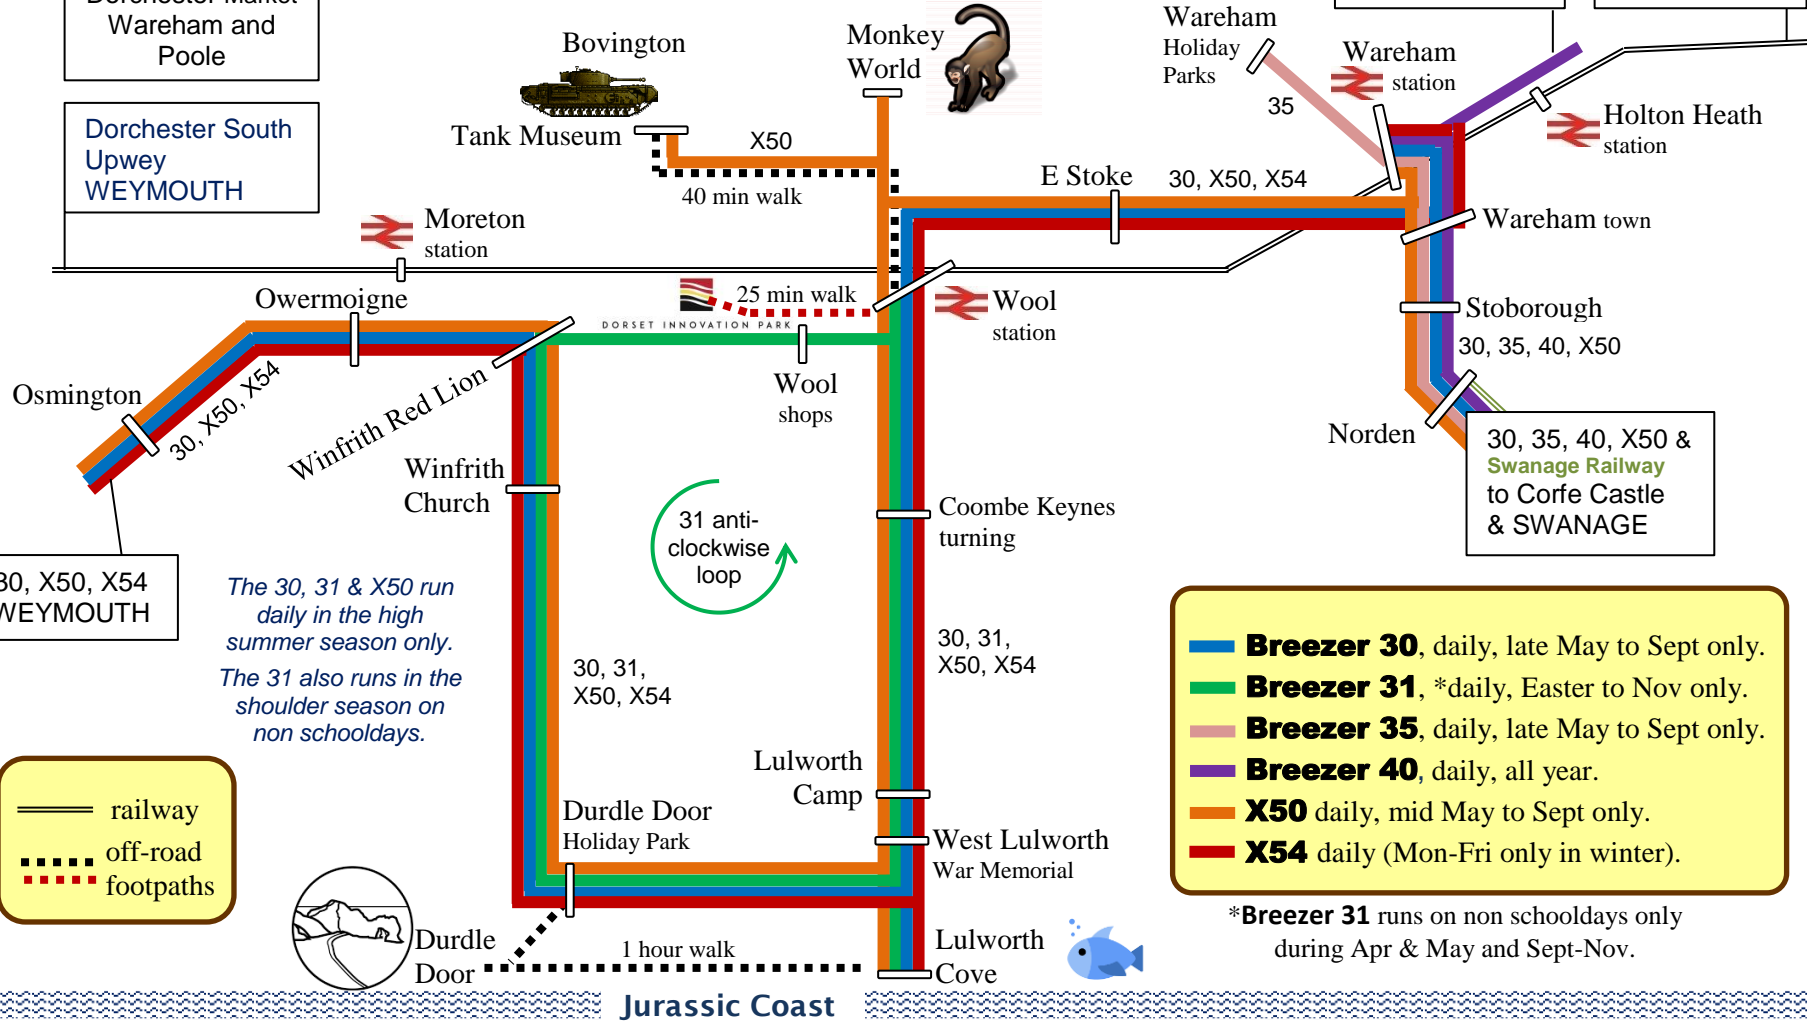 Wareham and
Poole
Dorchester South
Upwey
WEYMOUTH
Bovington
Tank Museum
X50
40 min walk
Monkey
World
Wareham
Holiday
Parks
35
Wareham
station
Holton Heath
station
E Stoke
30, X50, X54
Wareham town
Moreton
station
Owermoigne
25 min walk
DORSET INNOVATION PARK
Wool
station
Stoborough
30, 35, 40, X50
Osmington
30, X50, X54
Winfrith Red Lion
Wool
shops
Norden
30, 35, 40, X50 &
Swanage Railway
to Corfe Castle
& SWANAGE
Winfrith
Church
31 anti-
clockwise
loop
Coombe Keynes
turning
30, X50, X54
WEYMOUTH
The 30, 31 & X50 run
daily in the high
summer season only.
The 31 also runs in the
shoulder season on
non schooldays.
30, 31,
X50, X54
30, 31,
X50, X54
Breezer 30, daily, late May to Sept only.
Breezer 31, *daily, Easter to Nov only.
Breezer 35, daily, late May to Sept only.
Breezer 40, daily, all year.
X50 daily, mid May to Sept only.
X54 daily (Mon-Fri only in winter).
*Breezer 31 runs on non schooldays only
during Apr & May and Sept-Nov.
Lulworth
Camp
Durdle Door
Holiday Park
West Lulworth
War Memorial
railway
off-road
footpaths
Durdle
Door
1 hour walk
Lulworth
Cove
Jurassic Coast